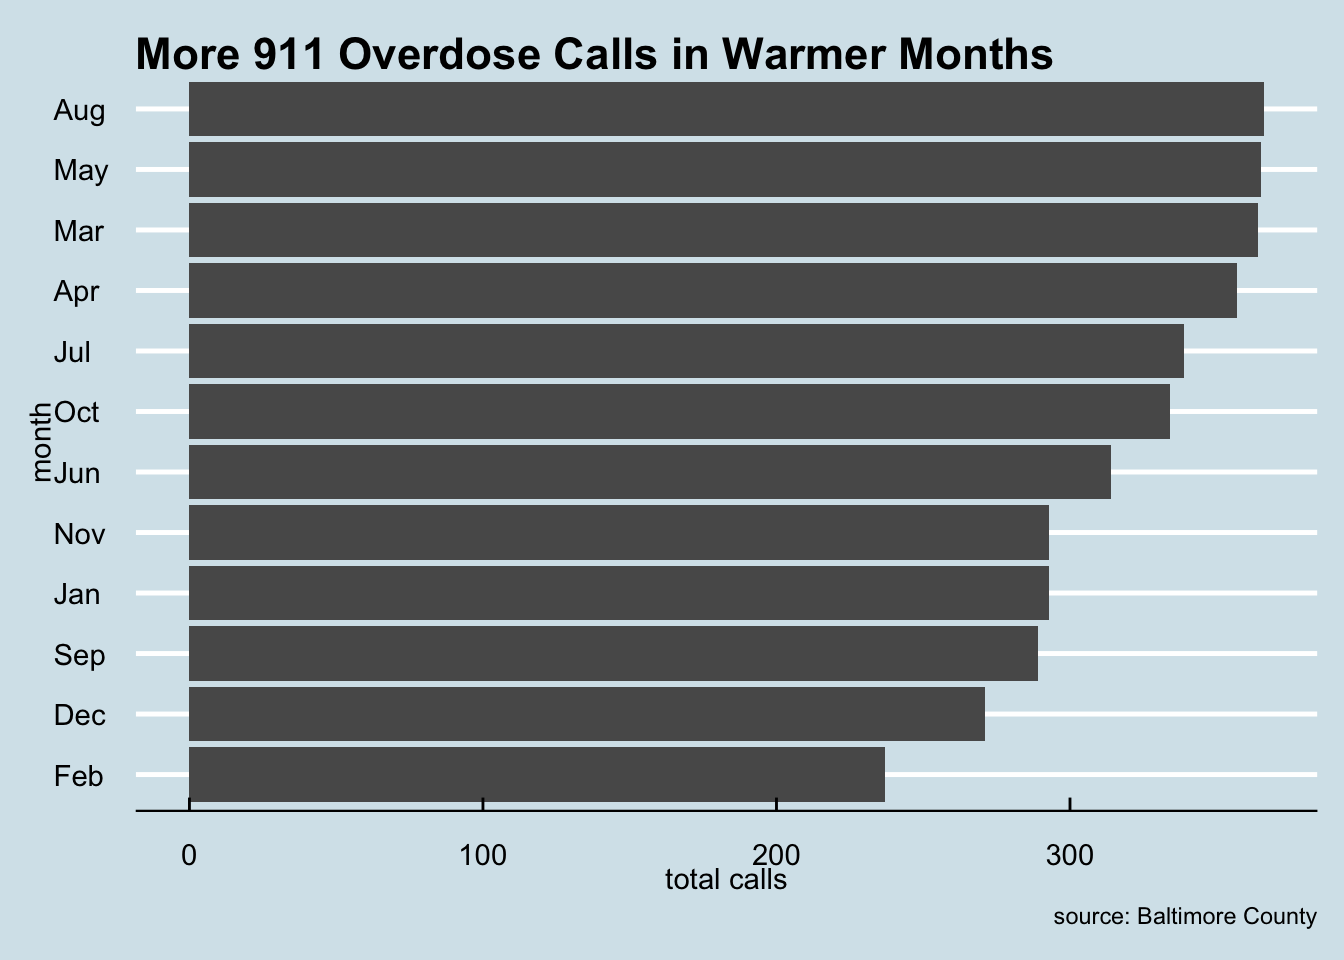 More 911 Overdose Calls in Warmer Months
Aug
May
Mar
Apr
Jul
Oct
Jun
Nov
Jan
Sep
Dec
Feb
month
0 100 200 300
total calls
source: Baltimore County